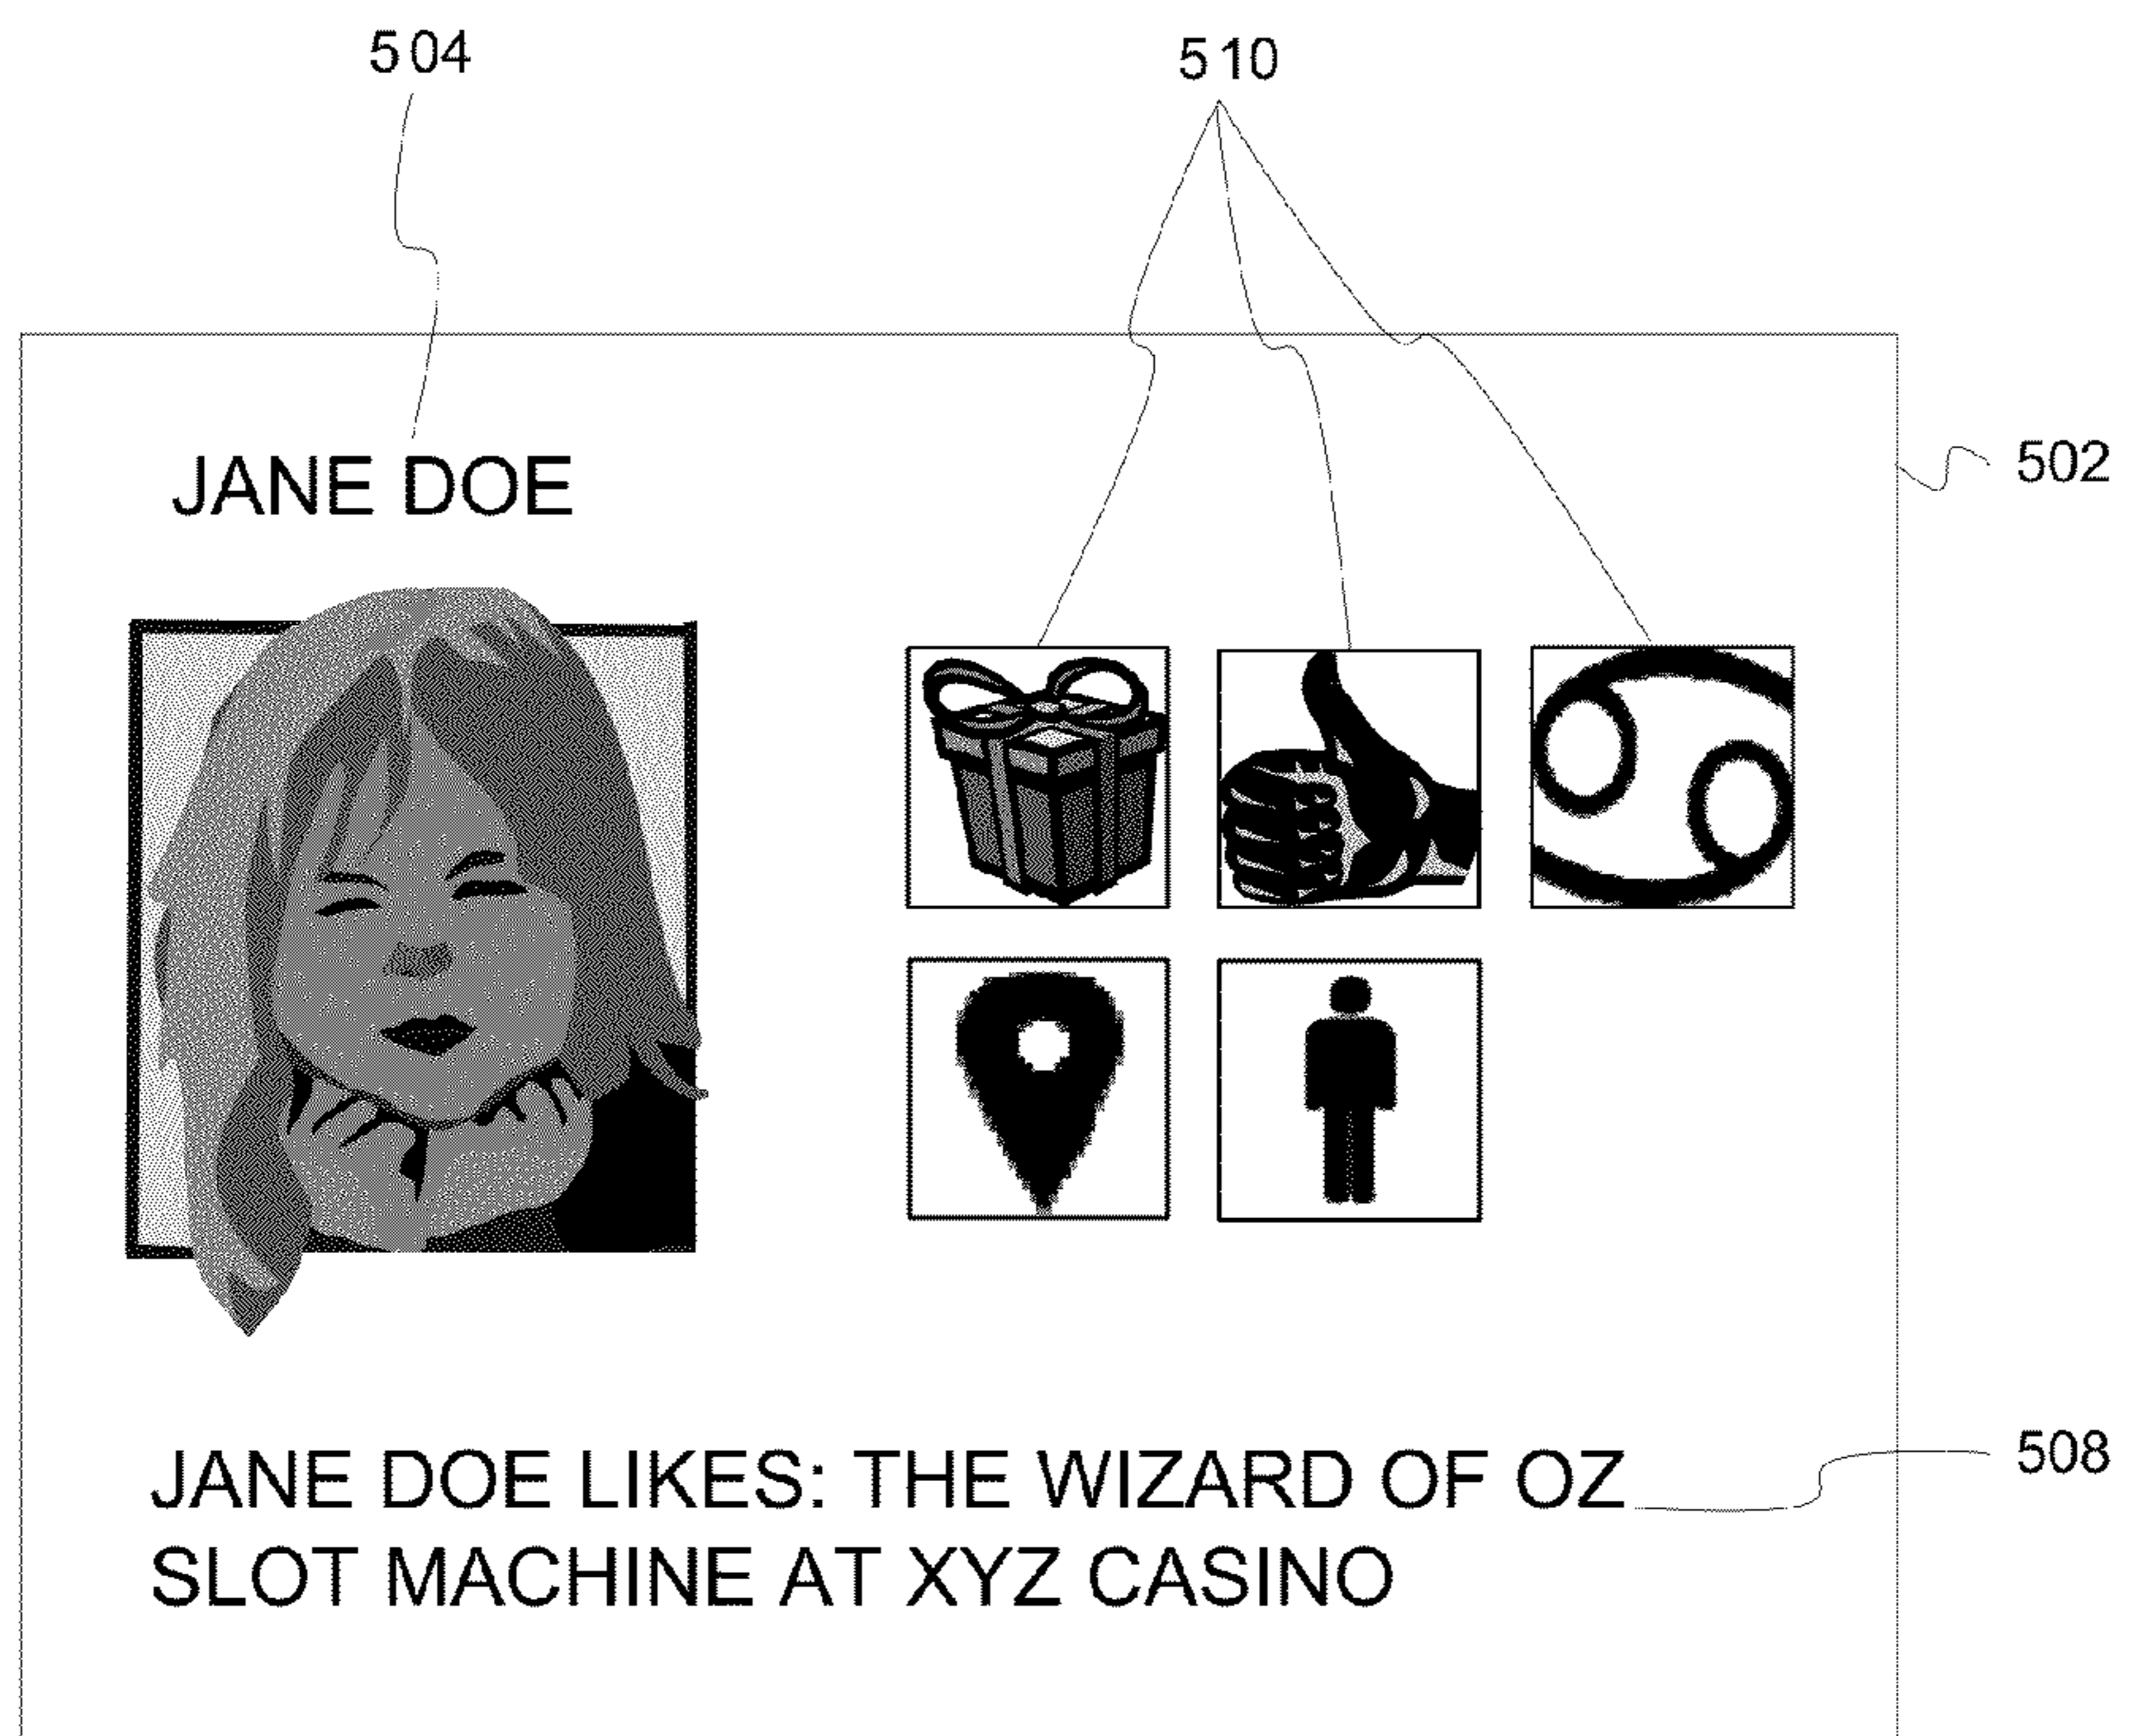 504
510
JANE DOE
502
JANE DOE LIKES: THE WIZARD OF OZ
508
SLOT MACHINE AT XYZ CASINO